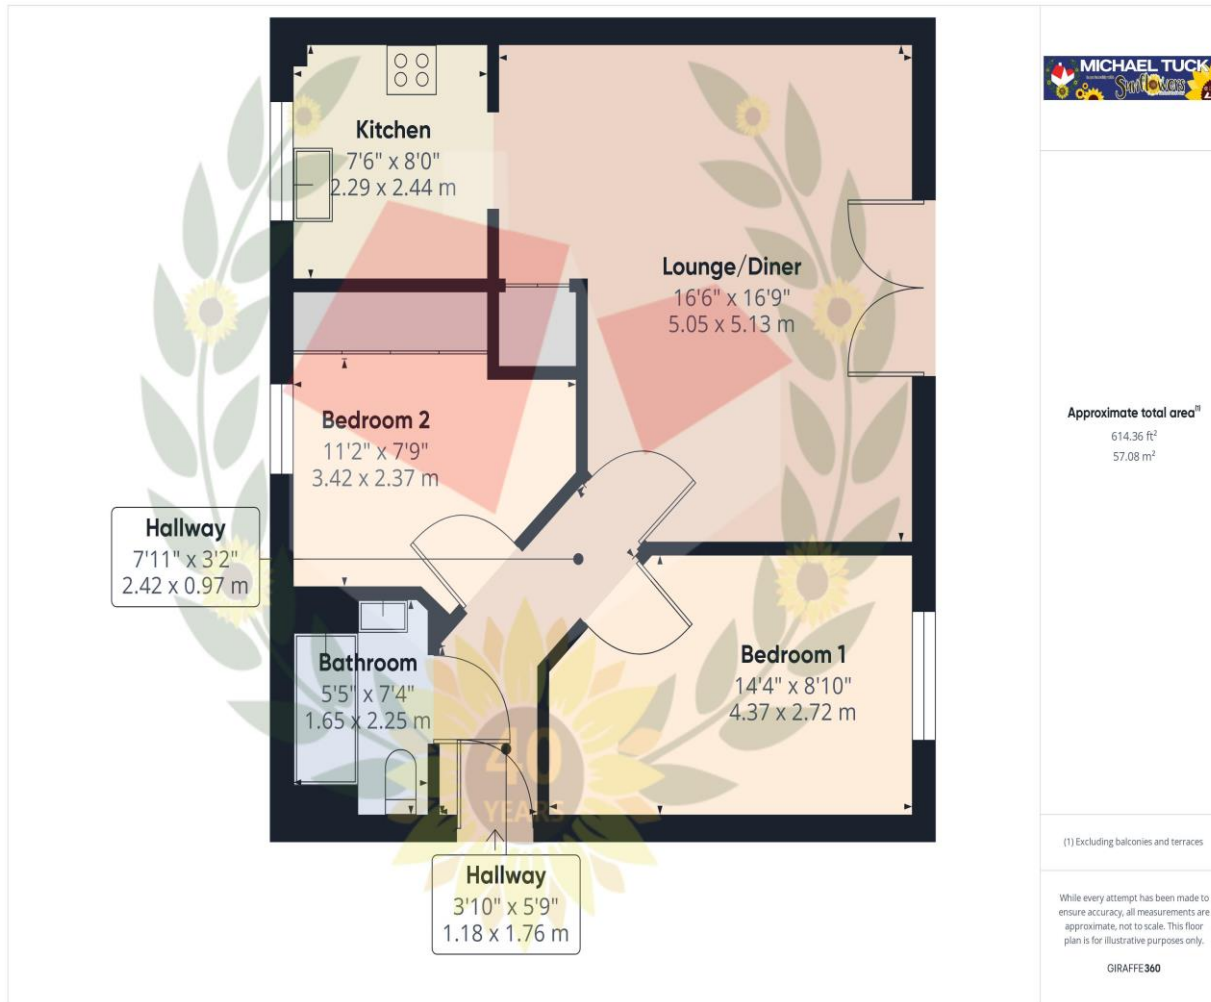 Kitchen
7'6" x 8'0"
2.29 x 2.44 m
Lounge/Diner
16'6" x 16'9"
5.05 x 5.13 m
Bedroom 2
11'2" x 7'9"
3.42 x 2.37 m
Hallway
7'11" x 3'2"
2.42 x 0.97 m
Bathroom
5'5" x 7'4"
1.65 x 2.25 m
Bedroom 1
14'4" x 8'10"
4.37 x 2.72 m
40
YEARS
Hallway
3'10" x 5'9"
1.18 x 1.76 m
MICHAEL TUCK
Sunflowers
Approximate total area(1)
614.36 ft²
57.08 m²
(1) Excluding balconies and terraces
While every attempt has been made to
ensure accuracy, all measurements are
approximate, not to scale. This floor
plan is for illustrative purposes only.
GIRAFFE360